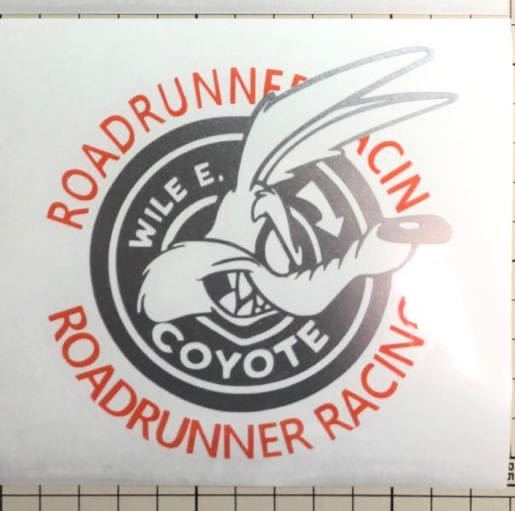 ROADRUNNER RACIN
WILE E.
COYOTE
ROADRUNNER RACING